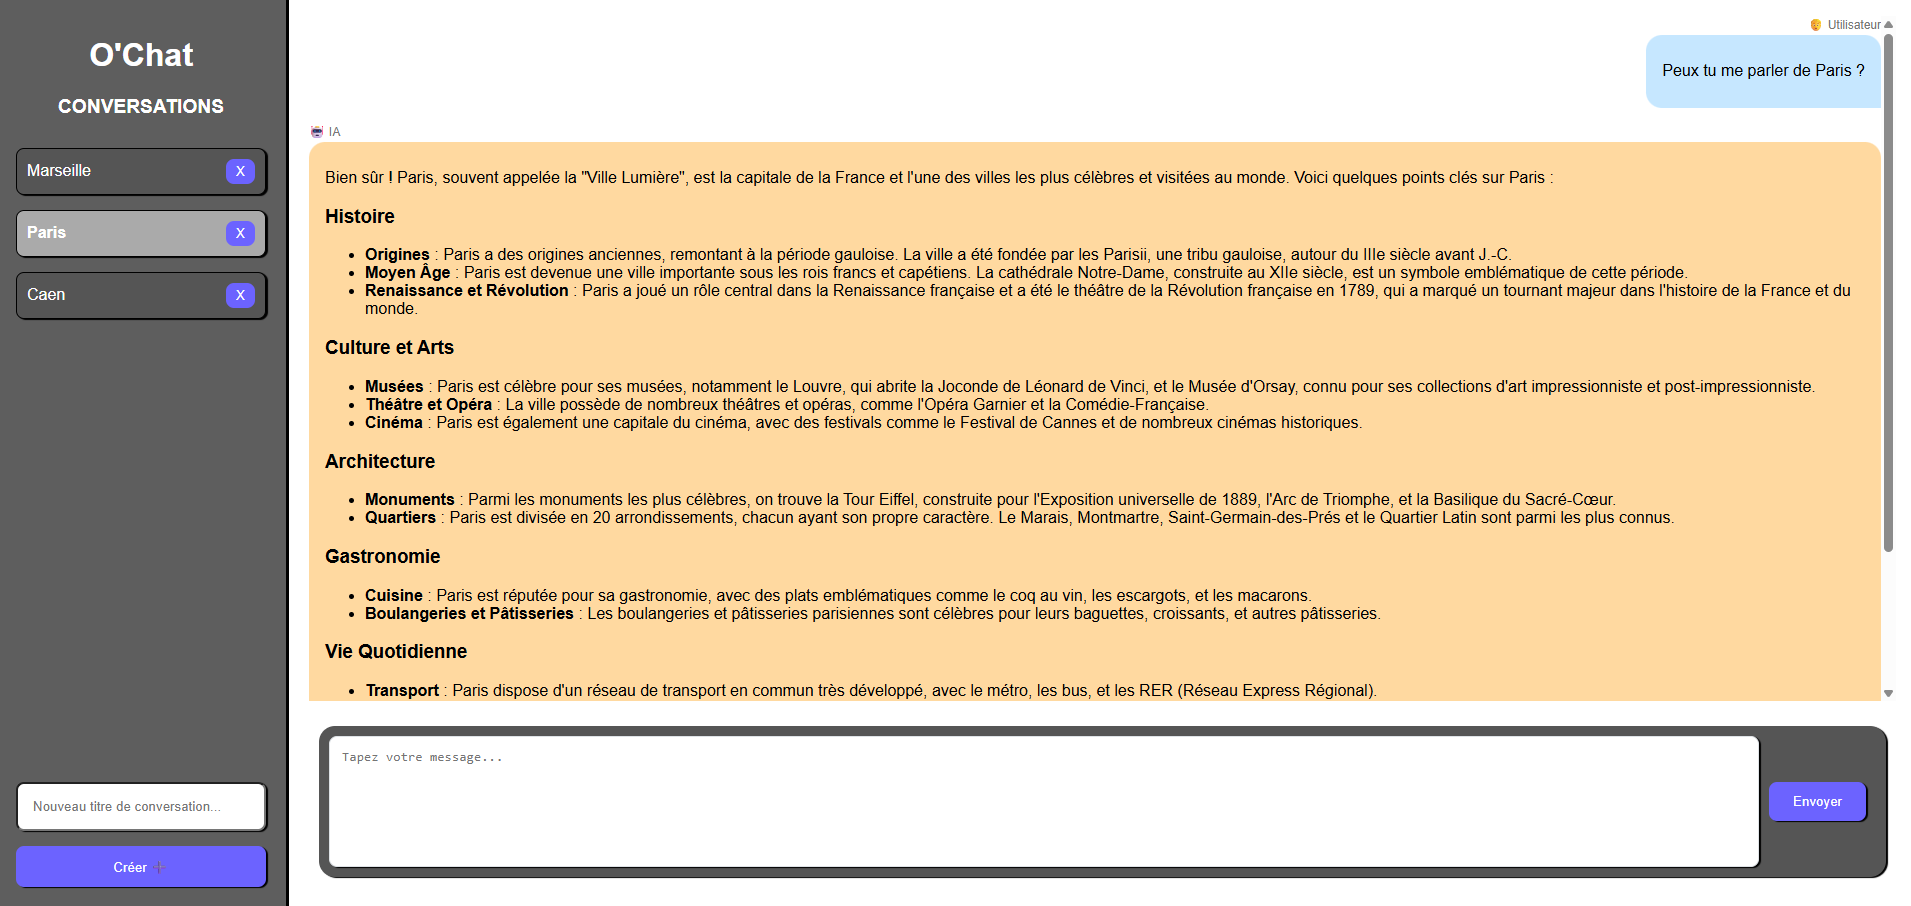 O'Chat
CONVERSATIONS
Marseille
X
Paris
X
Caen
X
Nouveau titre de conversation...
Créer
Utilisateur
Peux tu me parler de Paris ?
IA
Bien sûr ! Paris, souvent appelée la "Ville Lumière", est la capitale de la France et l'une des villes les plus célèbres et visitées au monde. Voici quelques points clés sur Paris :
Histoire
• Origines : Paris a des origines anciennes, remontant à la période gauloise. La ville a été fondée par les Parisii, une tribu gauloise, autour du IIIe siècle avant J.-C.
• Moyen Âge : Paris est devenue une ville importante sous les rois francs et capétiens. La cathédrale Notre-Dame, construite au XIIe siècle, est un symbole emblématique de cette période.
• Renaissance et Révolution : Paris a joué un rôle central dans la Renaissance française et a été le théâtre de la Révolution française en 1789, qui a marqué un tournant majeur dans l'histoire de la France et du
monde.
Culture et Arts
• Musées : Paris est célèbre pour ses musées, notamment le Louvre, qui abrite la Joconde de Léonard de Vinci, et le Musée d'Orsay, connu pour ses collections d'art impressionniste et post-impressionniste.
• Théâtre et Opéra : La ville possède de nombreux théâtres et opéras, comme l'Opéra Garnier et la Comédie-Française.
• Cinéma : Paris est également une capitale du cinéma, avec des festivals comme le Festival de Cannes et de nombreux cinémas historiques.
Architecture
• Monuments : Parmi les monuments les plus célèbres, on trouve la Tour Eiffel, construite pour l'Exposition universelle de 1889, l'Arc de Triomphe, et la Basilique du Sacré-Cœur.
• Quartiers : Paris est divisée en 20 arrondissements, chacun ayant son propre caractère. Le Marais, Montmartre, Saint-Germain-des-Prés et le Quartier Latin sont parmi les plus connus.
Gastronomie
• Cuisine : Paris est réputée pour sa gastronomie, avec des plats emblématiques comme le coq au vin, les escargots, et les macarons.
• Boulangeries et Pâtisseries : Les boulangeries et pâtisseries parisiennes sont célèbres pour leurs baguettes, croissants, et autres pâtisseries.
Vie Quotidienne
• Transport : Paris dispose d'un réseau de transport en commun très développé, avec le métro, les bus, et les RER (Réseau Express Régional).
Tapez votre message...
Envoyer